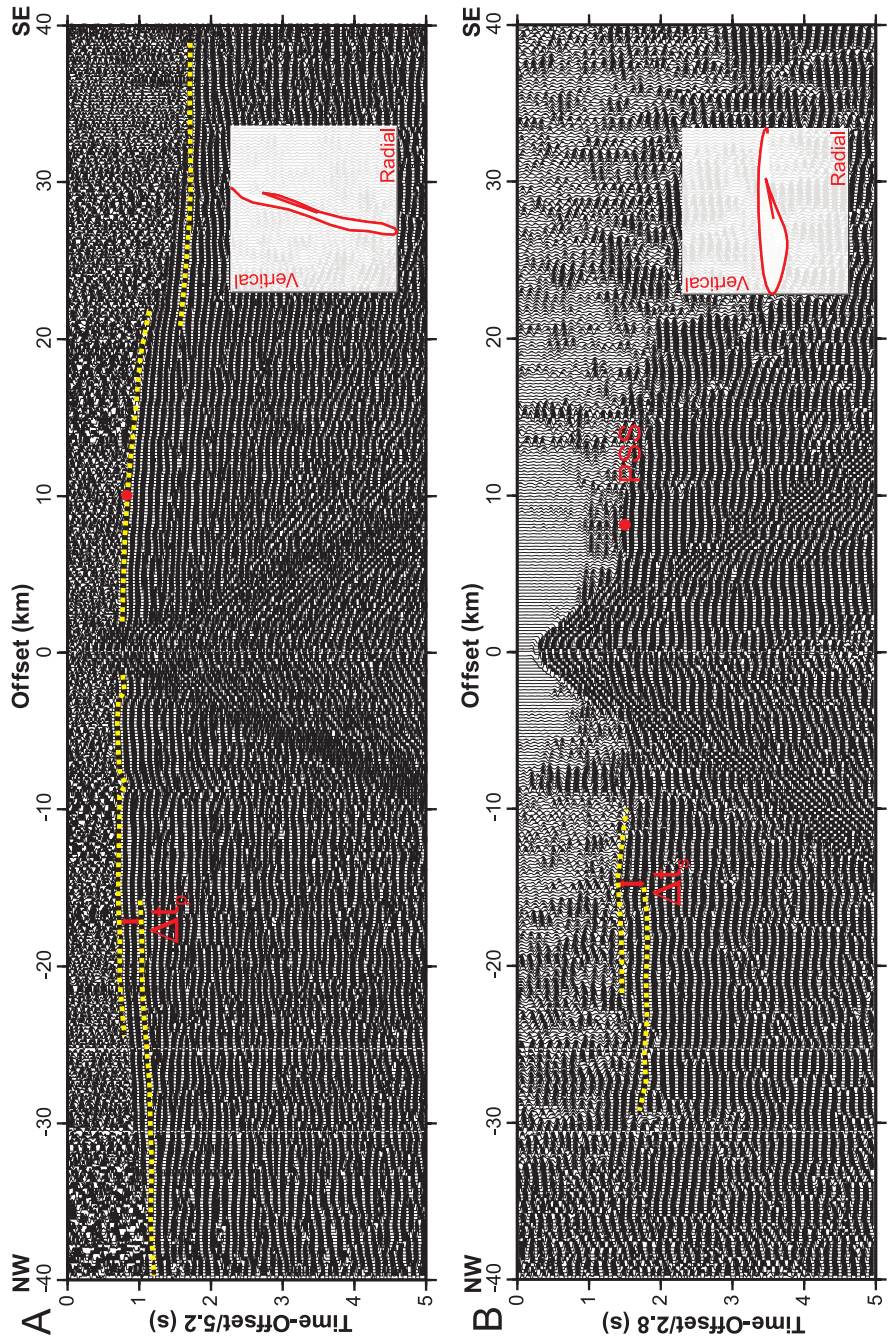 A
NW
Offset (km)
SE
-40
-30
-20
-10
0
10
20
30
40
Time-Offset/5.2 (s)
0
1
2
3
4
5
Δtₚ
Vertical
Radial
B
NW
Offset (km)
SE
-40
-30
-20
-10
0
10
20
30
40
Time-Offset/2.8 (s)
0
1
2
3
4
5
Δtₛ
PSS
Vertical
Radial